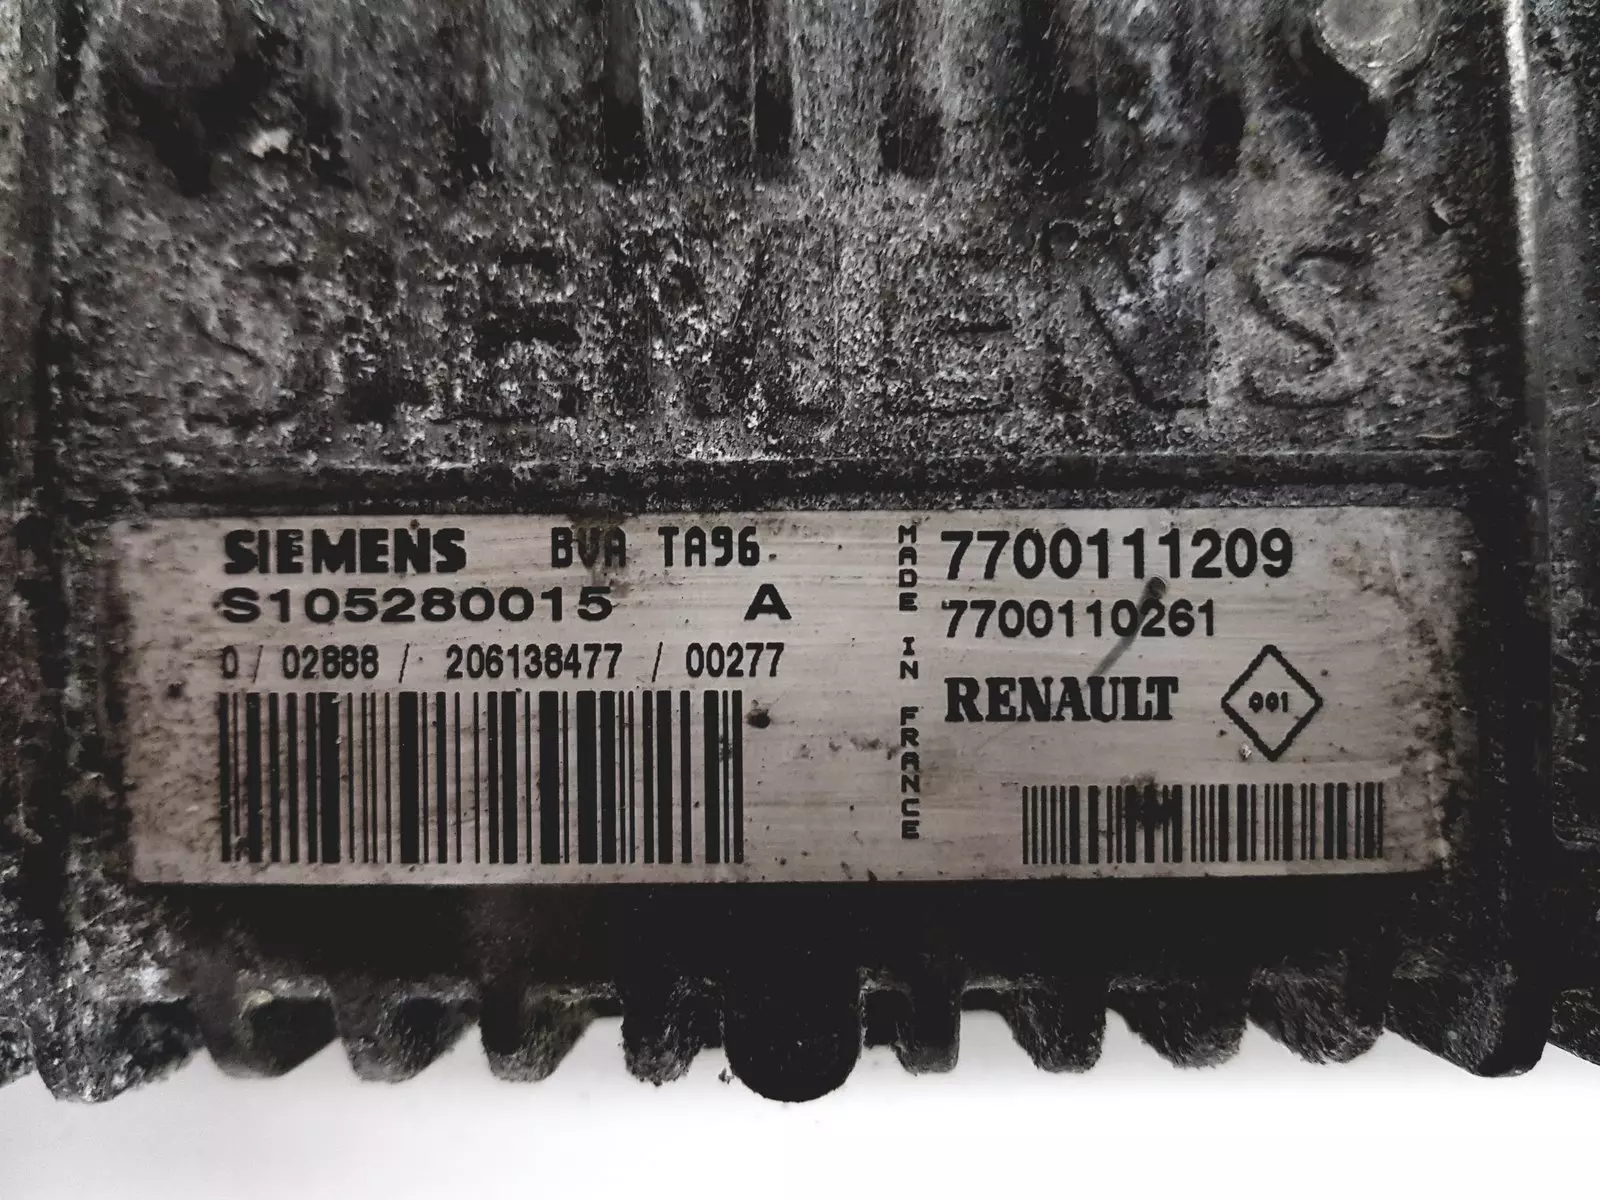 SIEMENS
SIEMENS BVA TA96.
S105280015 A
0 / 02888 / 206138477 / 00277
MADE IN FRANCE
7700111209
7700110261
RENAULT 001